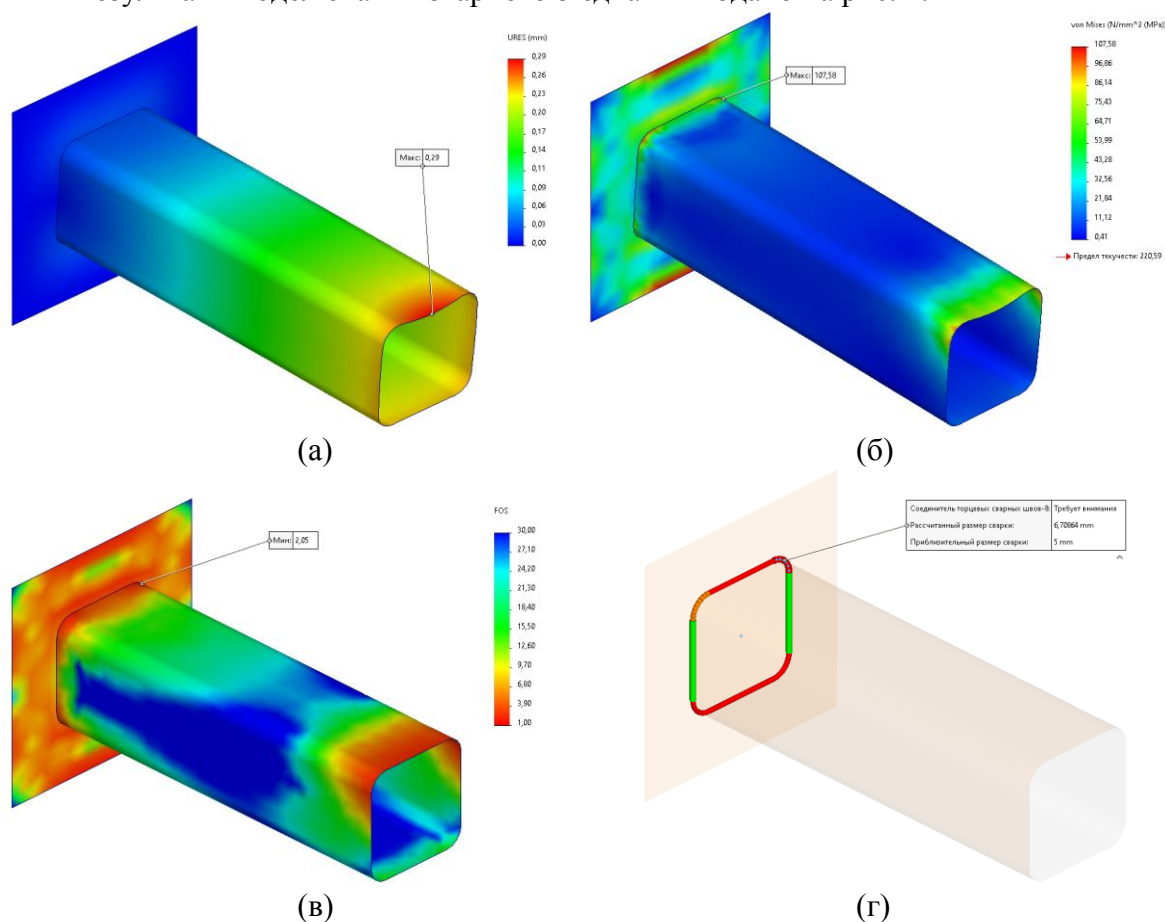 URES (mm)
0,29
0,26
0,23
0,20
0,17
0,14
0,11
0,09
0,06
0,03
0,00
Макс: 0,29
(а)
von Mises (N/mm^2 (MPa))
107,58
96,86
86,14
75,43
64,71
53,99
43,28
32,56
21,84
11,12
0,41
Предел текучести: 220,59
Макс: 107,58
(б)
FOS
30,00
27,10
24,20
21,30
18,40
15,50
12,60
9,70
6,80
3,90
1,00
Мин: 2,05
(в)
Соединитель торцевых сварных швов-8: Требует внимания
Рассчитанный размер сварки: 6,70864 mm
Приблизительный размер сварки: 5 mm
(г)